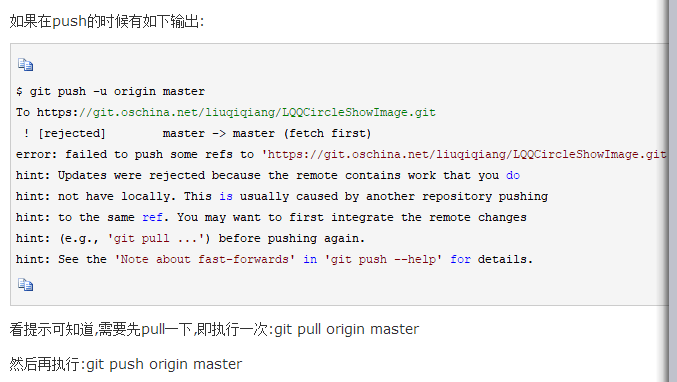 如果在push的时候有如下输出:
$ git push -u origin master
To https://git.oschina.net/liuqiqiang/LQQCircleShowImage.git
 ! [rejected]        master -> master (fetch first)
error: failed to push some refs to 'https://git.oschina.net/liuqiqiang/LQQCircleShowImage.git
hint: Updates were rejected because the remote contains work that you do
hint: not have locally. This is usually caused by another repository pushing
hint: to the same ref. You may want to first integrate the remote changes
hint: (e.g., 'git pull ...') before pushing again.
hint: See the 'Note about fast-forwards' in 'git push --help' for details.
看提示可知道,需要先pull一下,即执行一次:git pull origin master
然后再执行:git push origin master